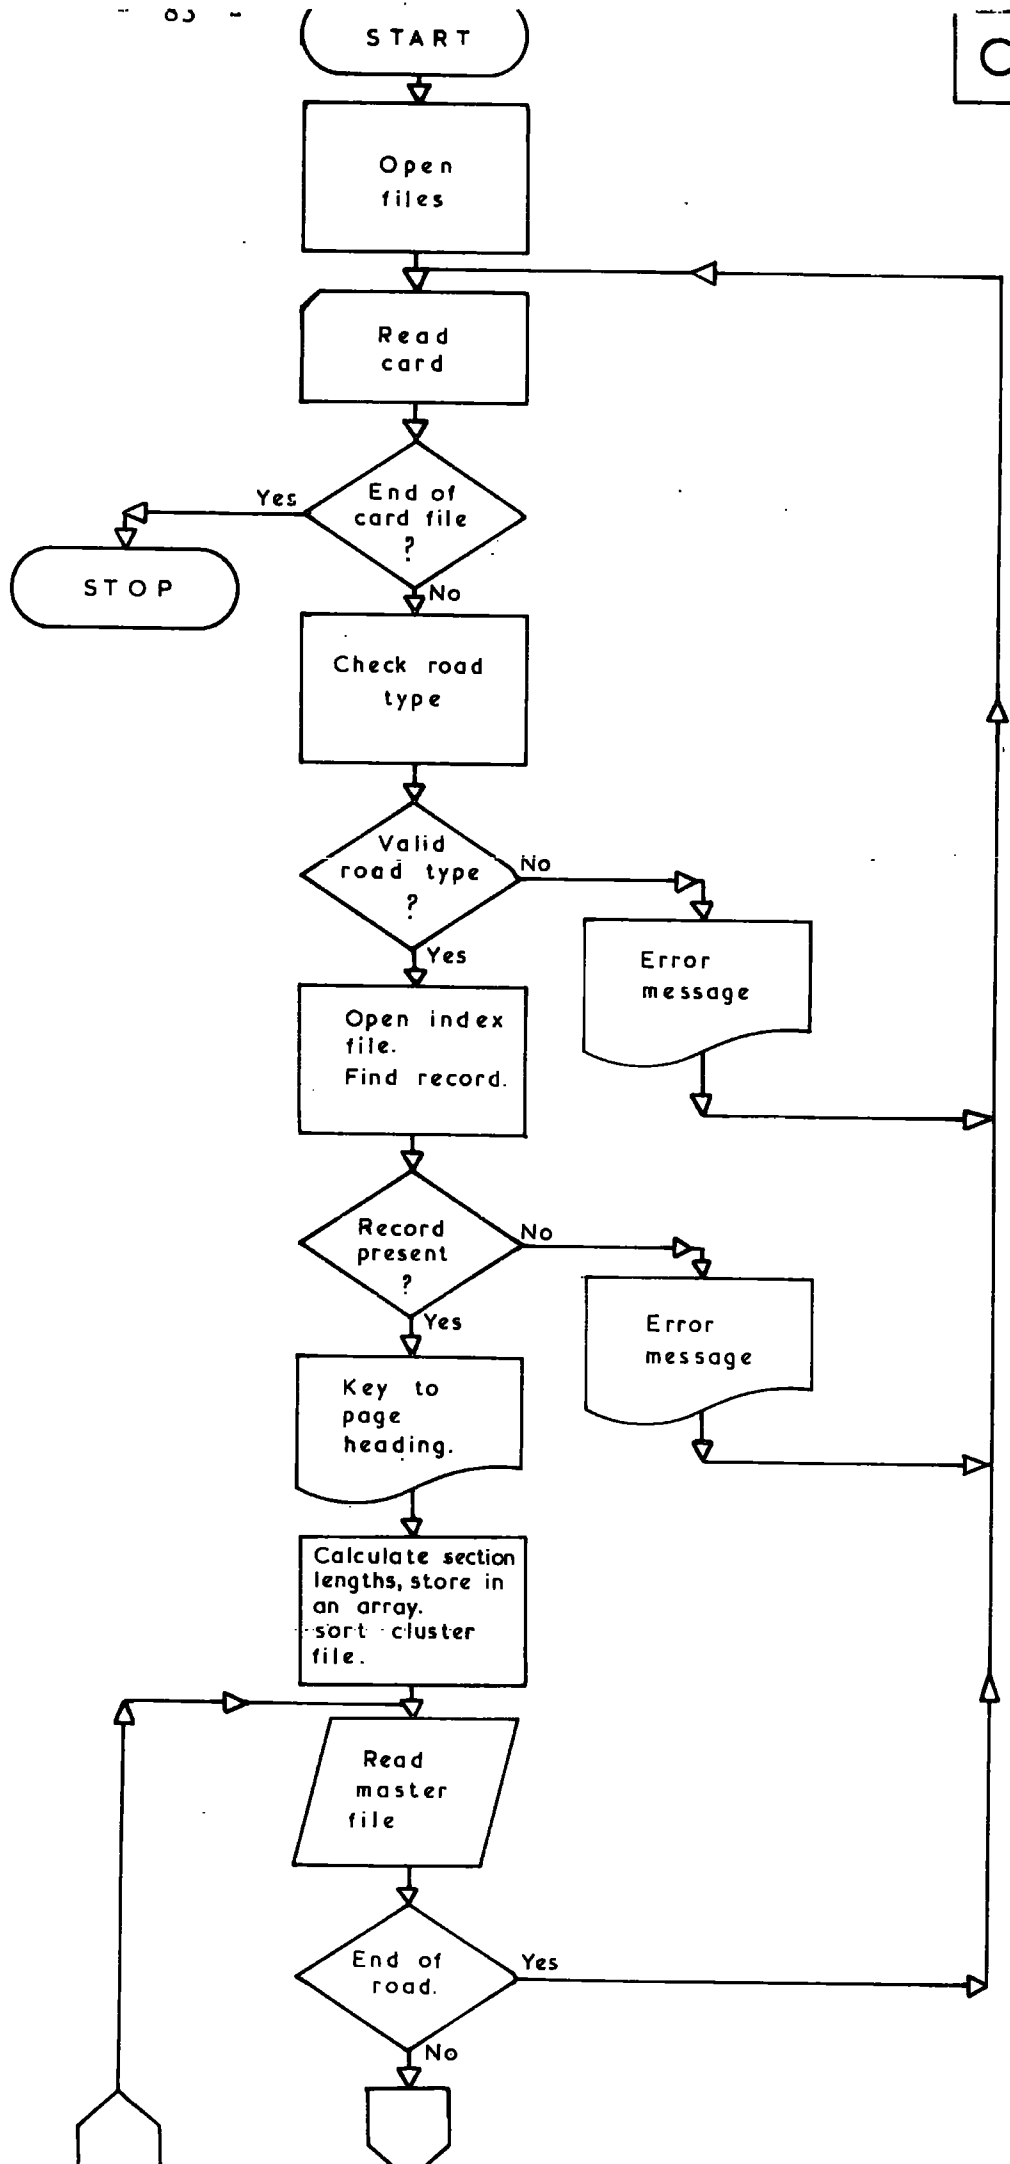 START
Open
files
Read
card
End of
card file
?
Yes
STOP
No
Check road
type
Valid
road type
?
No
Error
message
Yes
Open index
file.
Find record.
Record
present
?
No
Error
message
Yes
Key to
page
heading.
Calculate section
lengths, store in
an array.
sort cluster
file.
Read
master
file
End of
road.
Yes
No